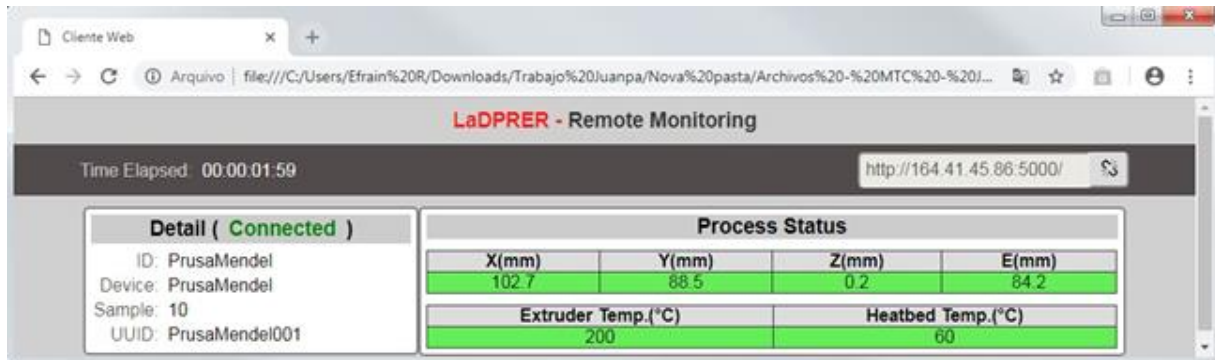 Cliente Web
Arquivo | file:///C:/Users/Efrain%20R/Downloads/Trabajo%20Juanpa/Nova%20pasta/Archivos%20-%20MTC%20-%20J...
LaDPRER - Remote Monitoring
Time Elapsed: 00:00:01:59
http://164.41.45.86:5000/
Detail ( Connected )
ID: PrusaMendel
Device: PrusaMendel
Sample: 10
UUID: PrusaMendel001
Process Status
X(mm) Y(mm) Z(mm) E(mm)
102.7 88.5 0.2 84.2
Extruder Temp.(°C) Heatbed Temp.(°C)
200 60